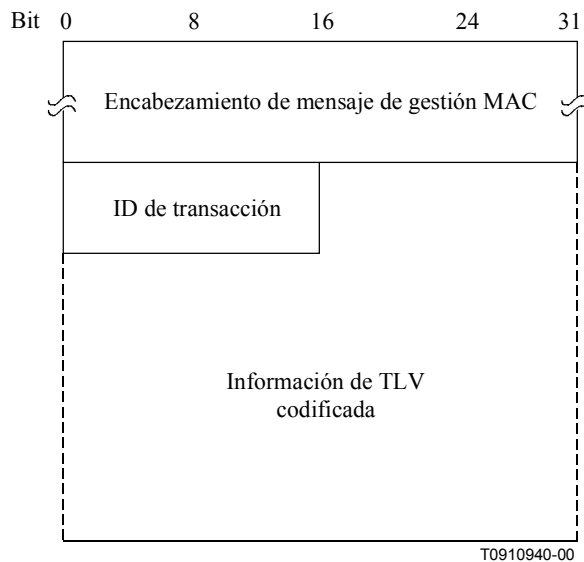 Bit 0 8 16 24 31
Encabezamiento de mensaje de gestión MAC
ID de transacción
Información de TLV
codificada
T0910940-00